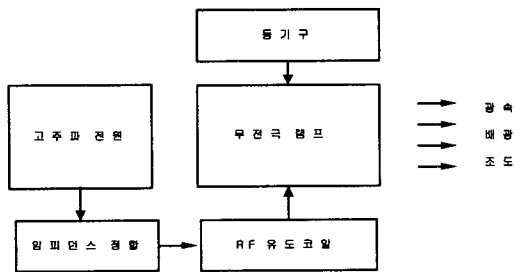 등 기 구
고 주 파 전 원
무 전 극 램 프
광 속
배 광
조 도
임 피 던 스 정 합
RF 유 도 코 일